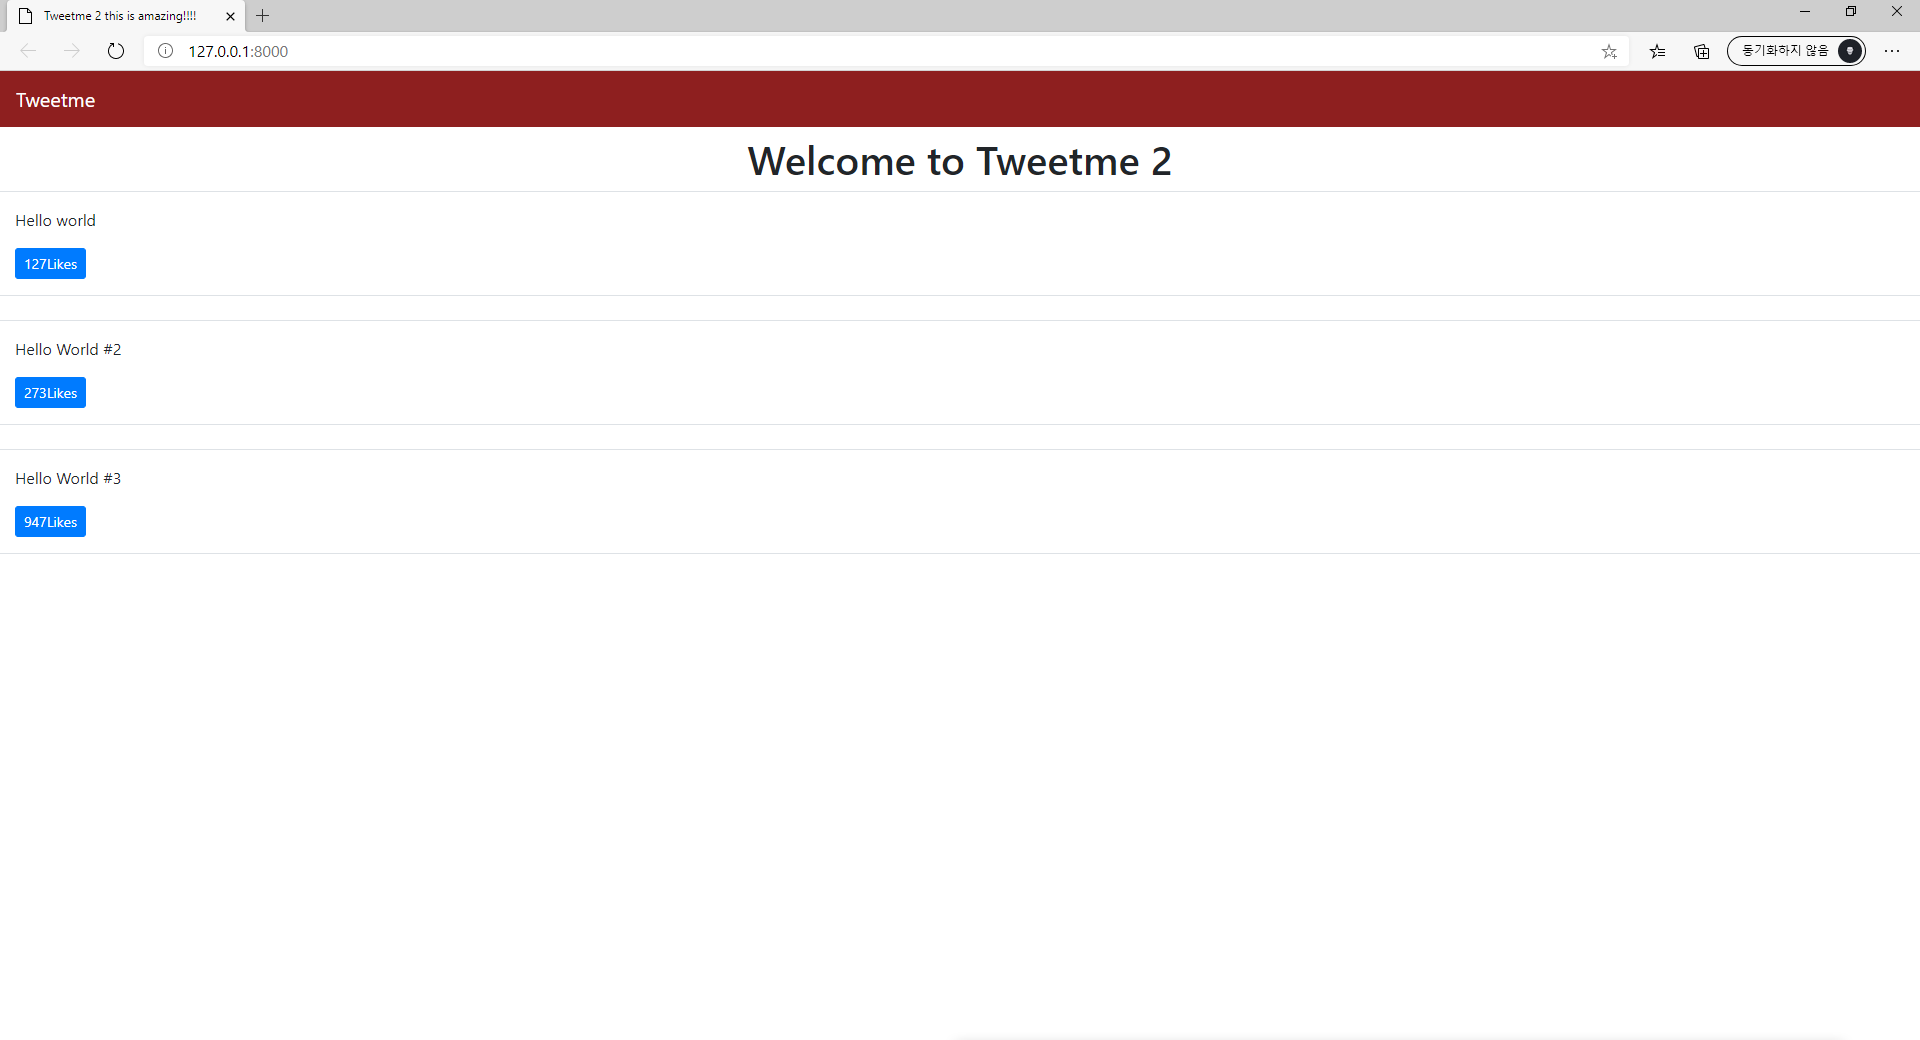 Tweetme 2 this is amazing!!!!
127.0.0.1:8000
동기화하지 않음
Tweetme
Welcome to Tweetme 2
Hello world
127Likes
Hello World #2
273Likes
Hello World #3
947Likes